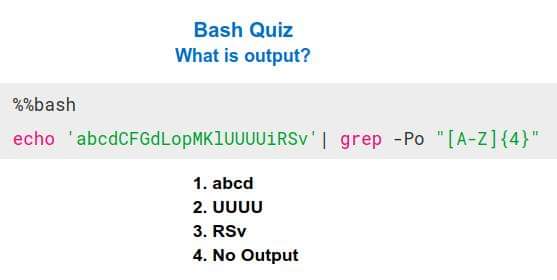 Bash Quiz
What is output?
%%bash
echo 'abcdCFGdLopMKlUUUUiRSv'| grep -Po "[A-Z]{4}"
1. abcd
2. UUUU
3. RSv
4. No Output